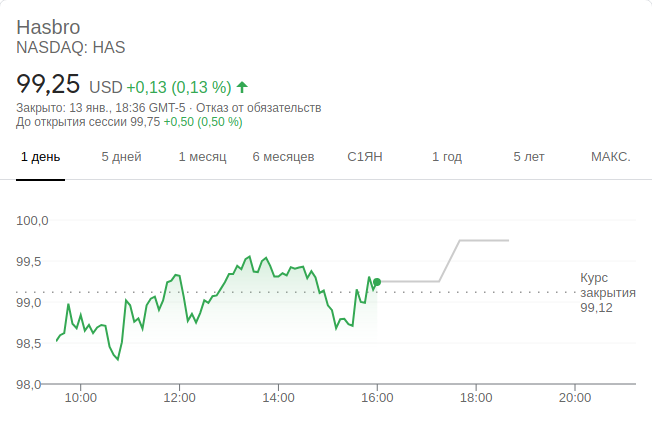 Hasbro
NASDAQ: HAS
99,25 USD +0,13 (0,13 %)
Закрыто: 13 янв., 18:36 GMT-5 · Отказ от обязательств
До открытия сессии 99,75 +0,50 (0,50 %)
1 день 5 дней 1 месяц 6 месяцев С1ЯН 1 год 5 лет МАКС.
100,0
99,5
99,0
98,5
98,0
Курс
закрытия
99,12
10:00 12:00 14:00 16:00 18:00 20:00